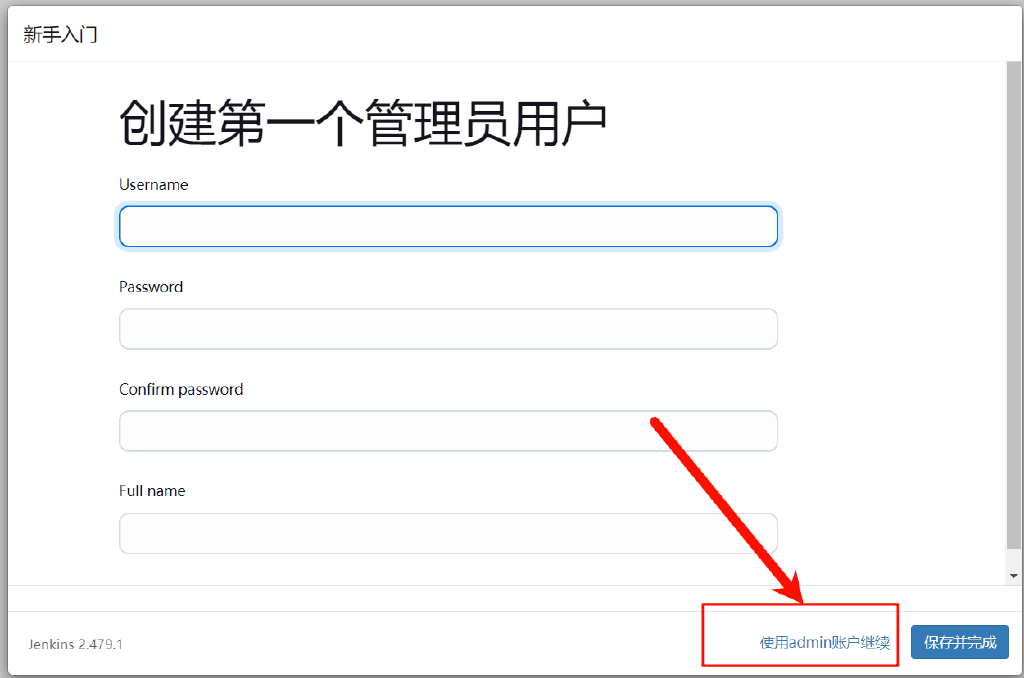 新手入门
创建第一个管理员用户
Username
Password
Confirm password
Full name
Jenkins 2.479.1
使用admin账户继续
保存并完成